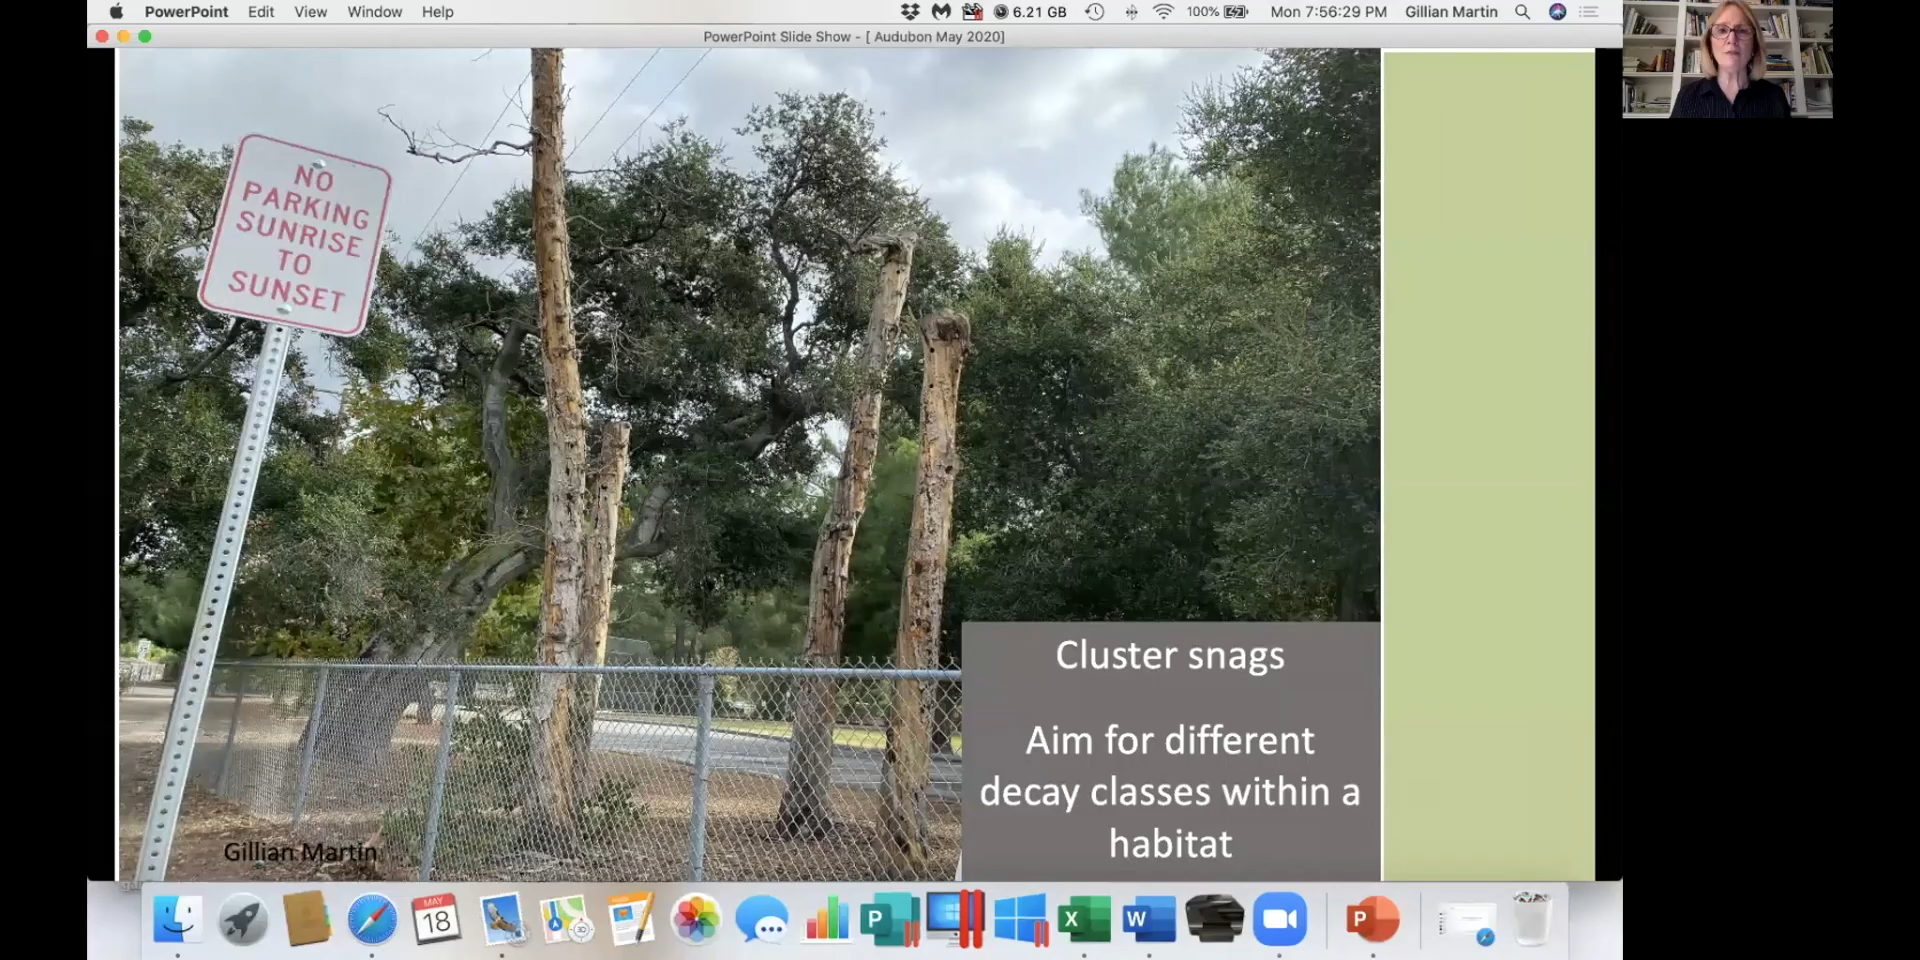 PowerPoint Edit View Window Help 6.21 GB 100% Mon 7:56:29 PM Gillian Martin
PowerPoint Slide Show - [ Audubon May 2020]
NO
PARKING
SUNRISE
TO
SUNSET
Cluster snags
Aim for different
decay classes within a
habitat
Gillian Martin
MAY
18
3D
P
X
W
P